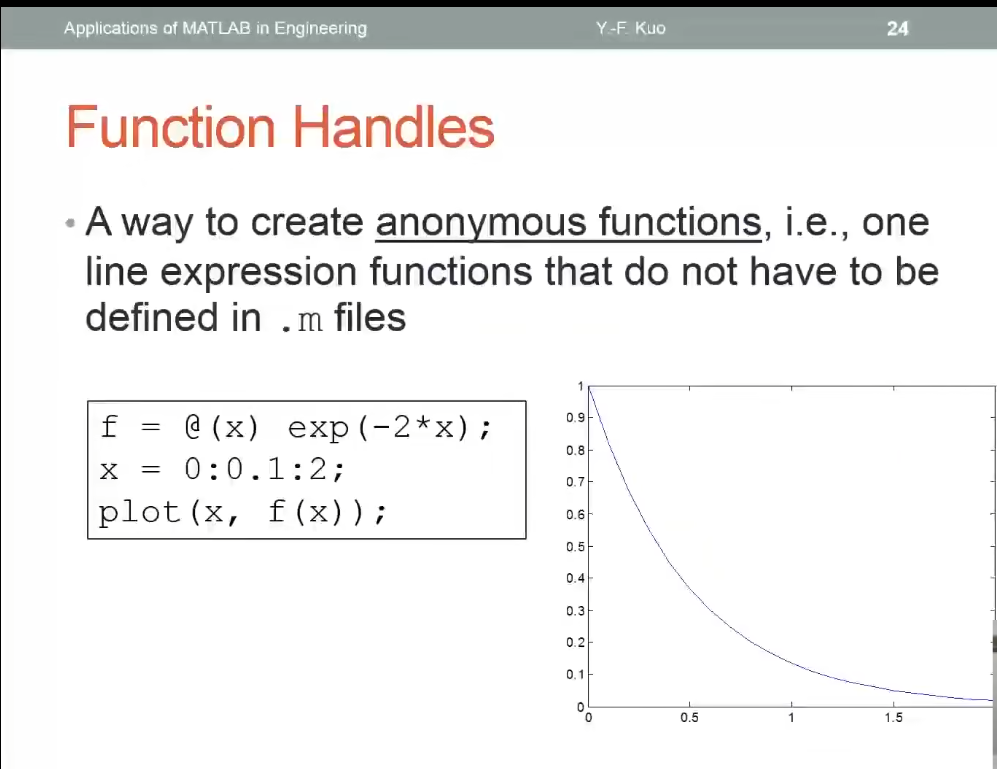 Applications of MATLAB in Engineering
Y.-F. Kuo
24
Function Handles
• A way to create anonymous functions, i.e., one
line expression functions that do not have to be
defined in .m files
f = @(x) exp(-2*x);
x = 0:0.1:2;
plot(x, f(x));
1
0.9
0.8
0.7
0.6
0.5
0.4
0.3
0.2
0.1
0
0 0.5 1 1.5